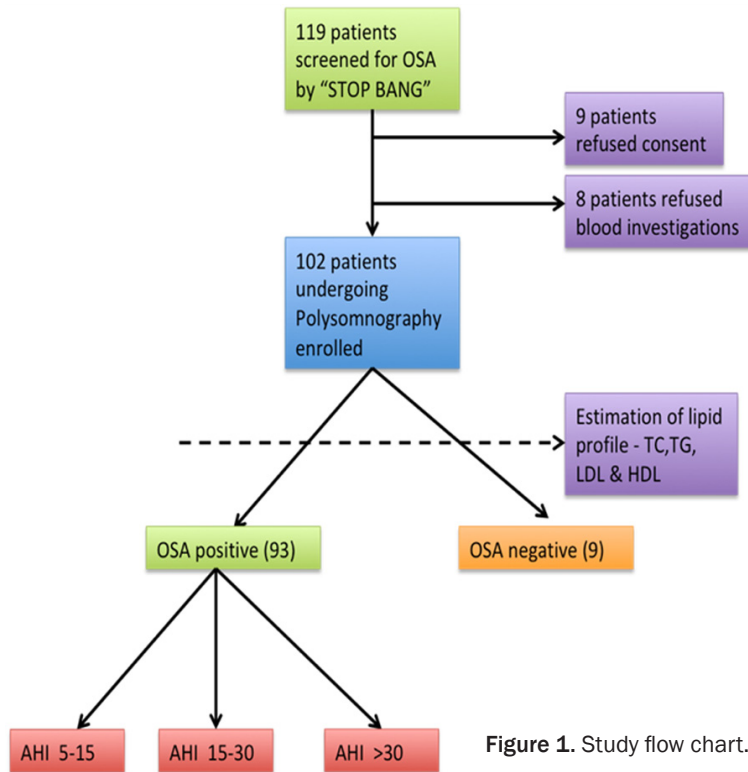 119 patients
screened for OSA
by “STOP BANG”
9 patients
refused consent
8 patients refused
blood investigations
102 patients
undergoing
Polysomnography
enrolled
Estimation of lipid
profile - TC,TG,
LDL & HDL
OSA positive (93)
OSA negative (9)
AHI 5-15
AHI 15-30
AHI >30
Figure 1. Study flow chart.